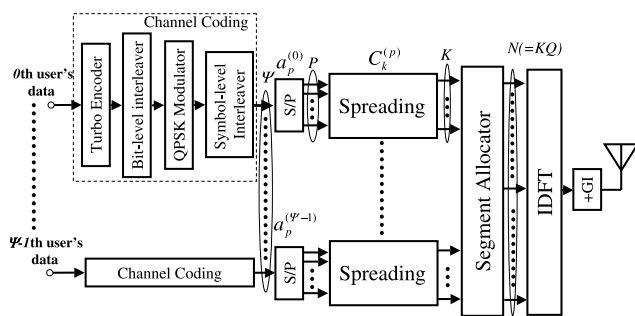 Channel Coding
0th user's
data
Turbo Encoder
Bit-level interleaver
QPSK Modulator
Symbol-level
Interleaver
Ψ
a_p^{(0)}
S/P
P
C_k^{(p)}
Spreading
K
Segment Allocator
N(=KQ)
IDFT
+GI
Ψ-1th user's
data
Channel Coding
a_p^{(Ψ-1)}
S/P
Spreading